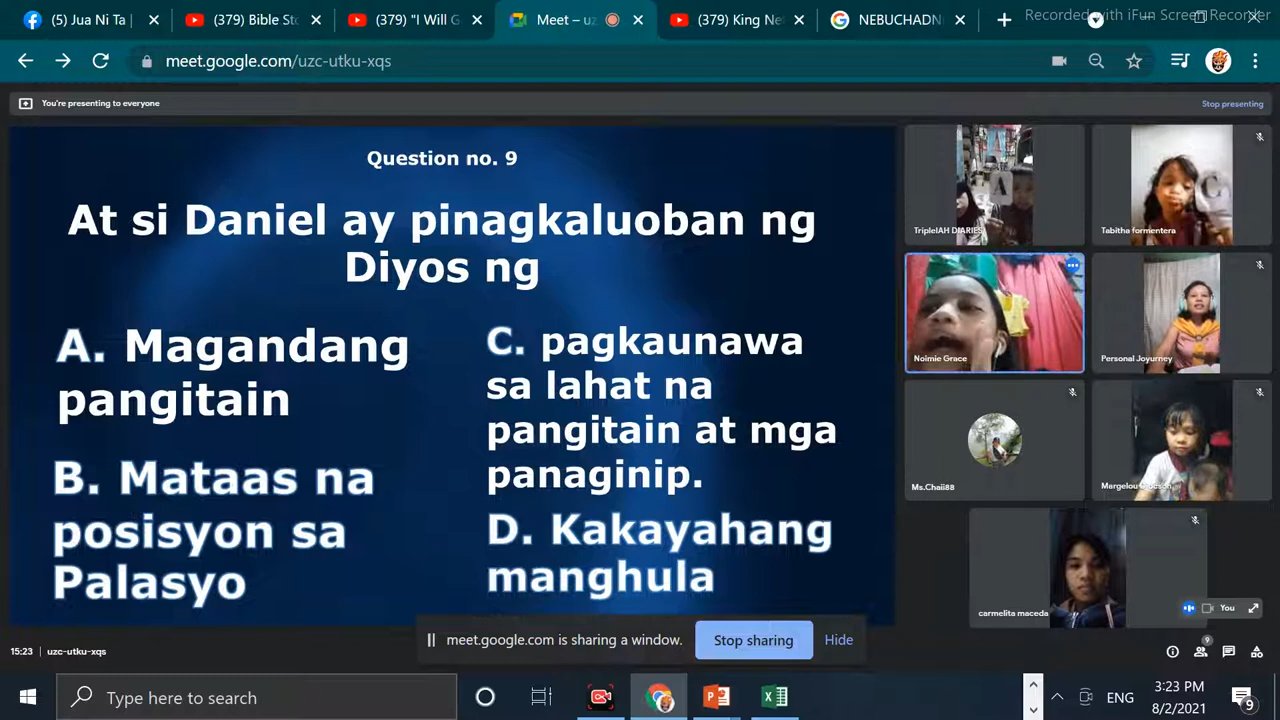 Recorded with iFun Screen Recorder
(5) Jua Ni Ta
(379) Bible Sto
(379) "I Will G
Meet – uz
(379) King Ne
NEBUCHADN
meet.google.com/uzc-utku-xqs
You're presenting to everyone
Stop presenting
Question no. 9
At si Daniel ay pinagkaluoban ng
Diyos ng
A. Magandang
pangitain
B. Mataas na
posisyon sa
Palasyo
C. pagkaunawa
sa lahat na
pangitain at mga
panaginip.
D. Kakayahang
manghula
A
TripleIAH DIARIES
C
Tabitha formentera
Noimie Grace
Personal Joyurney
Ms.Chaii88
Margelou
carmelita maceda
You
meet.google.com is sharing a window.
Stop sharing
Hide
15:23
uzc-utku-xqs
9
Type here to search
ENG
3:23 PM
8/2/2021
9